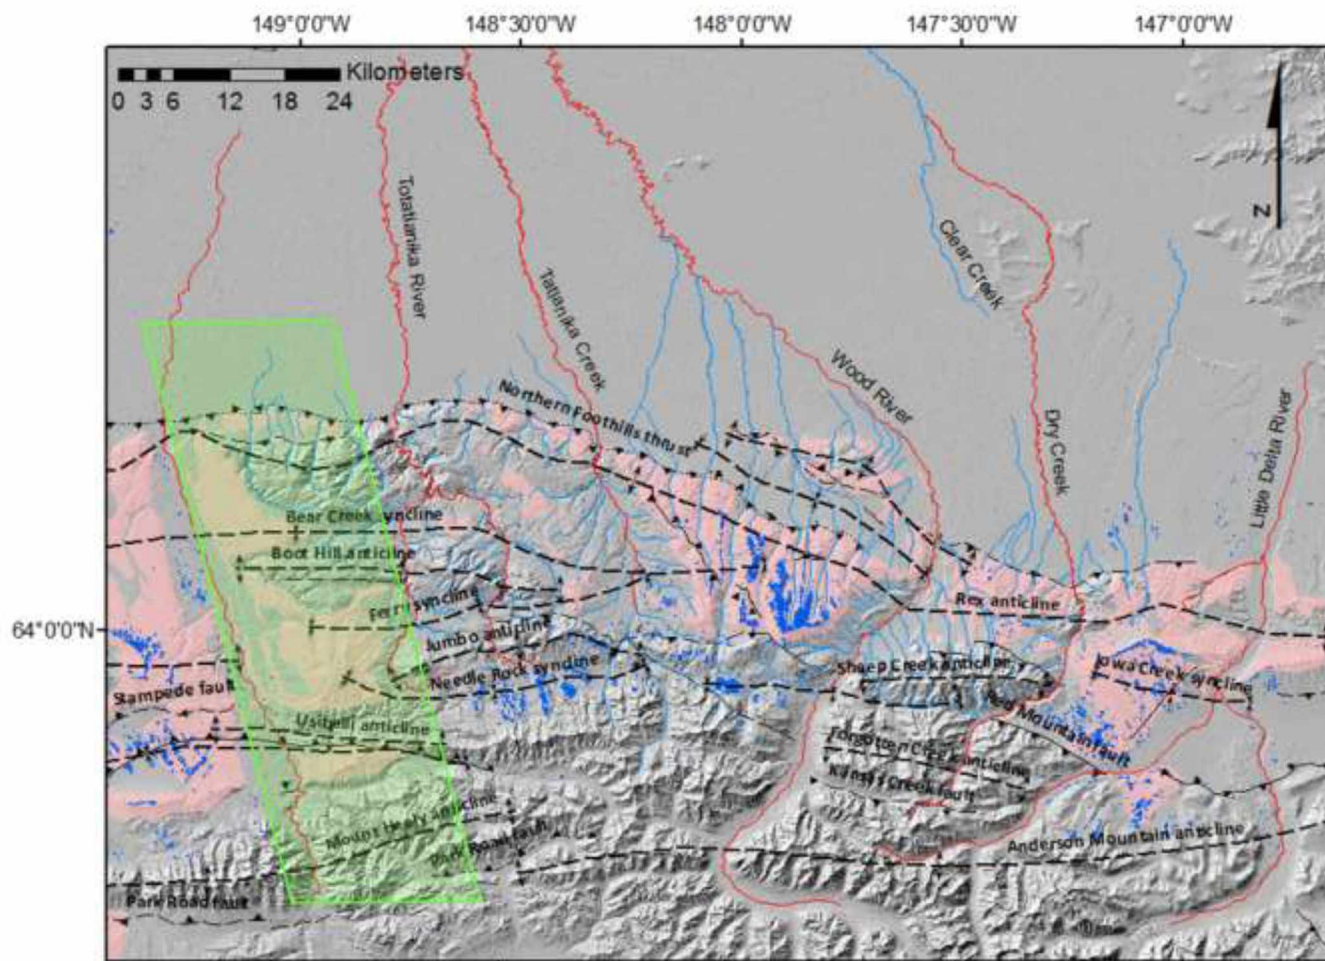 149°0'0"W 148°30'0"W 148°0'0"W 147°30'0"W 147°0'0"W
Kilometers
0 3 6 12 18 24
N
Totatlanika River
Clear Creek
Tatlanika Creek
Wood River
Northern Foothills thrust
Dry Creek
Little Delta River
Bear Creek syncline
Boot Hill anticline
Ferry syncline
Rex anticline
64°0'0"N
Jumbo anticline
Needle Rock syncline
Sheep Creek anticline
Iowa Creek syncline
Stampede fault
Usibelli anticline
Mountain fault
Forgotten Creek anticline
Kansas Creek fault
Mount Healy anticline
Park Road fault
Anderson Mountain anticline
Park Road fault